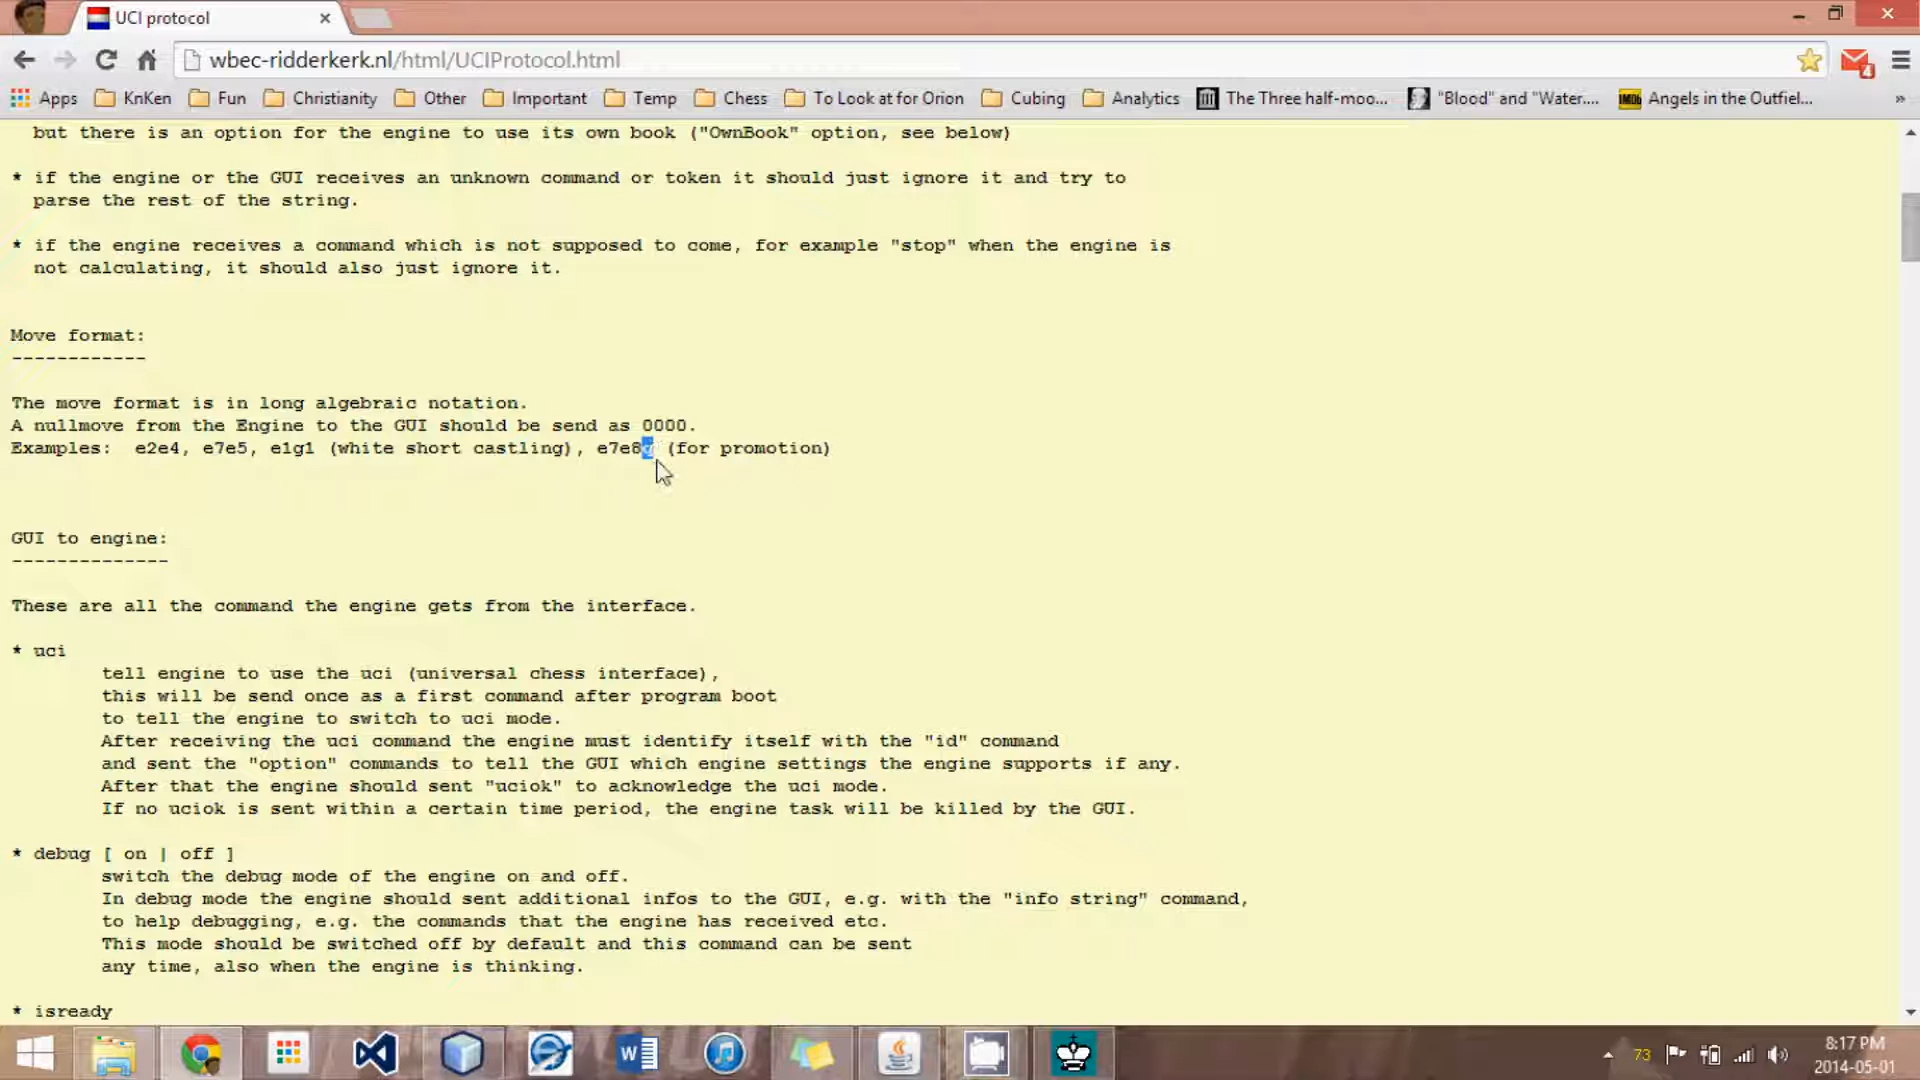 UCI protocol
wbec-ridderkerk.nl/html/UCIProtocol.html
4
Apps KnKen Fun Christianity Other Important Temp Chess To Look at for Orion Cubing Analytics The Three half-moo... "Blood" and "Water.... IMDb Angels in the Outfiel... »
but there is an option for the engine to use its own book ("OwnBook" option, see below)
* if the engine or the GUI receives an unknown command or token it should just ignore it and try to
parse the rest of the string.
* if the engine receives a command which is not supposed to come, for example "stop" when the engine is
not calculating, it should also just ignore it.
Move format:
------------
The move format is in long algebraic notation.
A nullmove from the Engine to the GUI should be send as 0000.
Examples: e2e4, e7e5, e1g1 (white short castling), e7e8q (for promotion)
GUI to engine:
--------------
These are all the command the engine gets from the interface.
* uci
tell engine to use the uci (universal chess interface),
this will be send once as a first command after program boot
to tell the engine to switch to uci mode.
After receiving the uci command the engine must identify itself with the "id" command
and sent the "option" commands to tell the GUI which engine settings the engine supports if any.
After that the engine should sent "uciok" to acknowledge the uci mode.
If no uciok is sent within a certain time period, the engine task will be killed by the GUI.
* debug [ on | off ]
switch the debug mode of the engine on and off.
In debug mode the engine should sent additional infos to the GUI, e.g. with the "info string" command,
to help debugging, e.g. the commands that the engine has received etc.
This mode should be switched off by default and this command can be sent
any time, also when the engine is thinking.
* isready
73
8:17 PM
2014-05-01